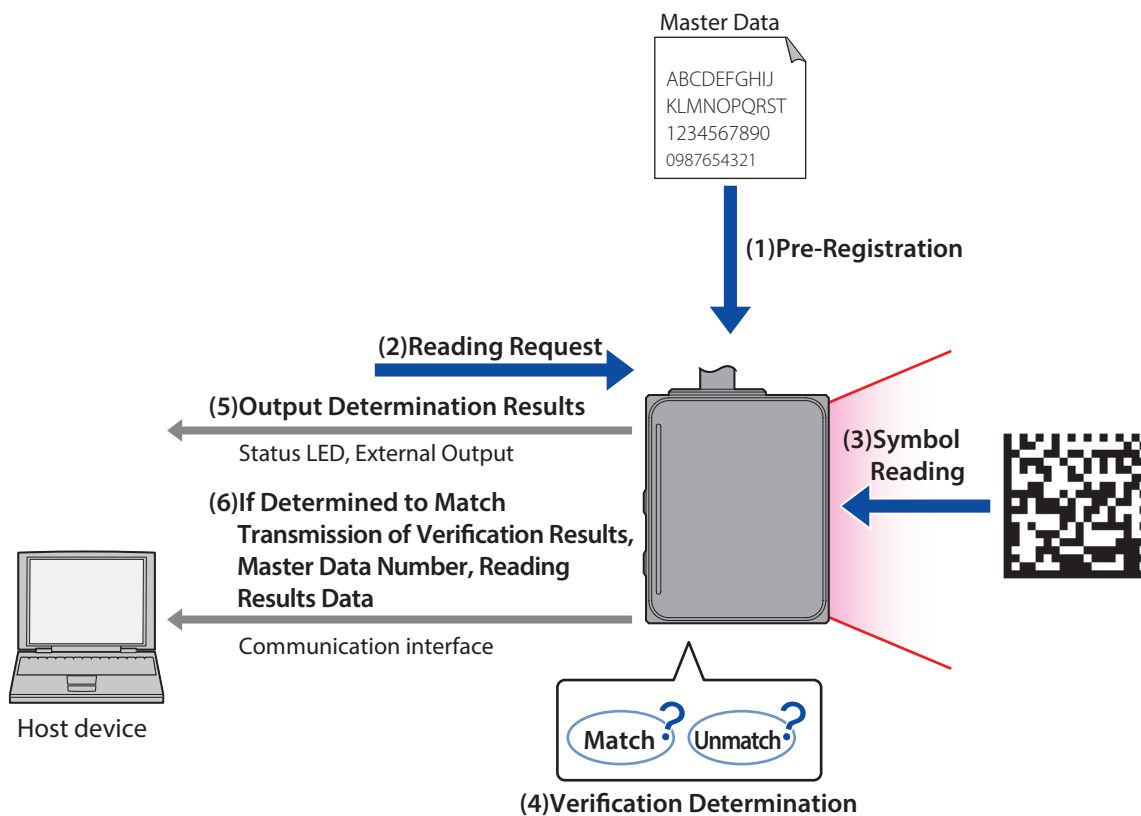 Master Data
ABCDEFGHIJ
KLMNOPQRST
1234567890
0987654321
(1)Pre-Registration
(2)Reading Request
(5)Output Determination Results
Status LED, External Output
(3)Symbol
Reading
(6)If Determined to Match
Transmission of Verification Results,
Master Data Number, Reading
Results Data
Communication interface
Host device
Match ?
Unmatch ?
(4)Verification Determination